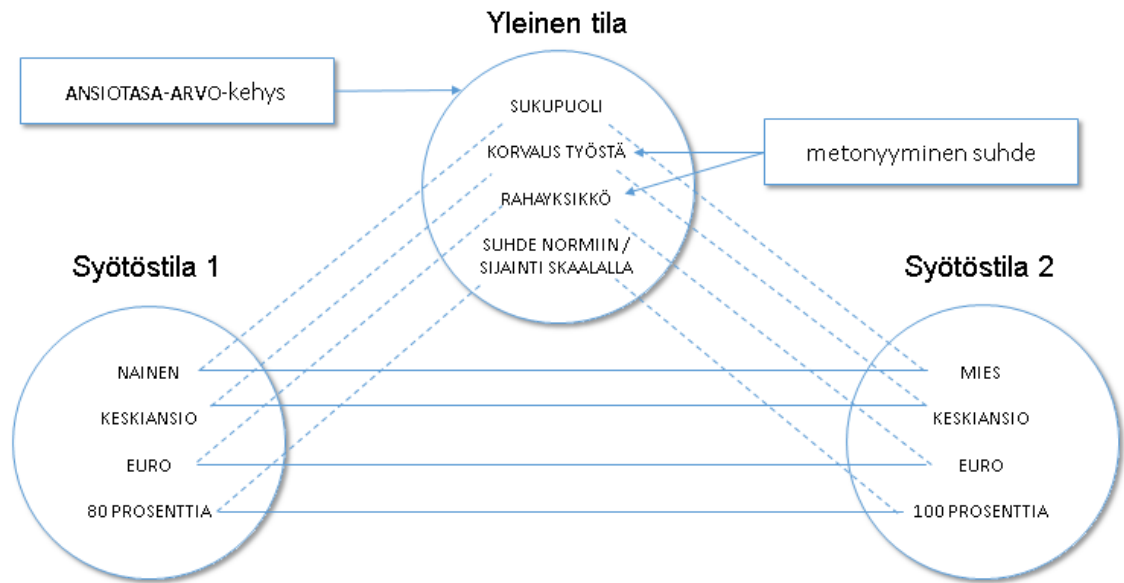 Yleinen tila
ANSIOTASA-ARVO-kehys
SUKUPUOLI
KORVAUS TYÖSTÄ
metonyyminen suhde
RAHAYKSIKKÖ
SUHDE NORMIIN /
SIJAINTI SKAALALLA
Syötöstila 1
Syötöstila 2
NAINEN
MIES
KESKIANSIO
KESKIANSIO
EURO
EURO
80 PROSENTTIA
100 PROSENTTIA